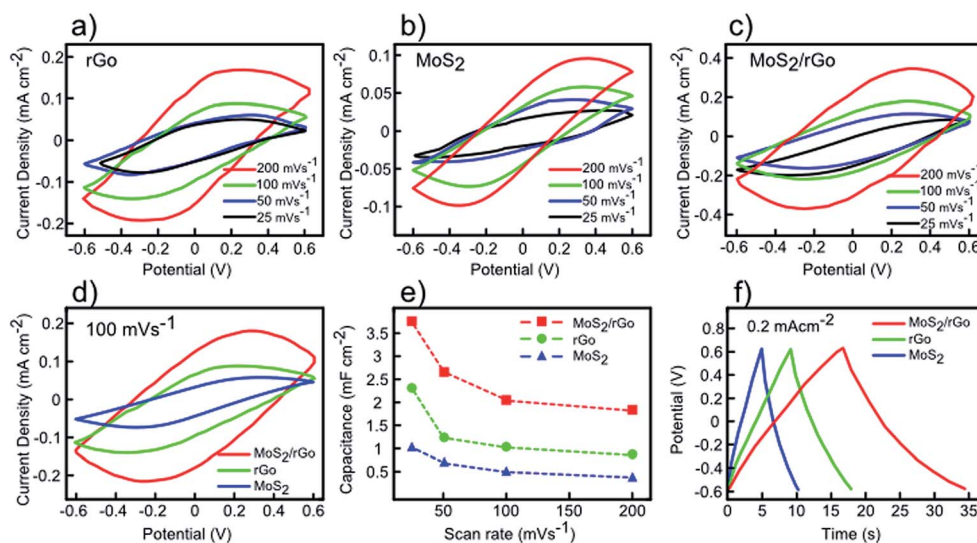 a)
rGo
Current Density (mA cm-2)
0.2
0.1
0
-0.1
-0.2
200 mVs-1
100 mVs-1
50 mVs-1
25 mVs-1
-0.6 -0.4 -0.2 0 0.2 0.4 0.6
Potential (V)
b)
MoS2
Current Density (mA cm-2)
0.1
0.05
0
-0.05
-0.1
200 mVs-1
100 mVs-1
50 mVs-1
25 mVs-1
-0.6 -0.4 -0.2 0 0.2 0.4 0.6
Potential (V)
c)
MoS2/rGo
Current Density (mA cm-2)
0.4
0.2
0
-0.2
-0.4
200 mVs-1
100 mVs-1
50 mVs-1
25 mVs-1
-0.6 -0.4 -0.2 0 0.2 0.4 0.6
Potential (V)
d)
100 mVs-1
Current Density (mA cm-2)
0.2
0.1
0
-0.1
-0.2
MoS2/rGo
rGo
MoS2
-0.6 -0.4 -0.2 0 0.2 0.4 0.6
Potential (V)
e)
Capacitance (mF cm-2)
3.5
3
2.5
2
1.5
1
0.5
MoS2/rGo
rGo
MoS2
50 100 150 200
Scan rate (mVs-1)
f)
0.2 mAcm-2
Potential (V)
0.8
0.6
0.4
0.2
0
-0.2
-0.4
-0.6
MoS2/rGo
rGo
MoS2
0 5 10 15 20 25 30 35
Time (s)